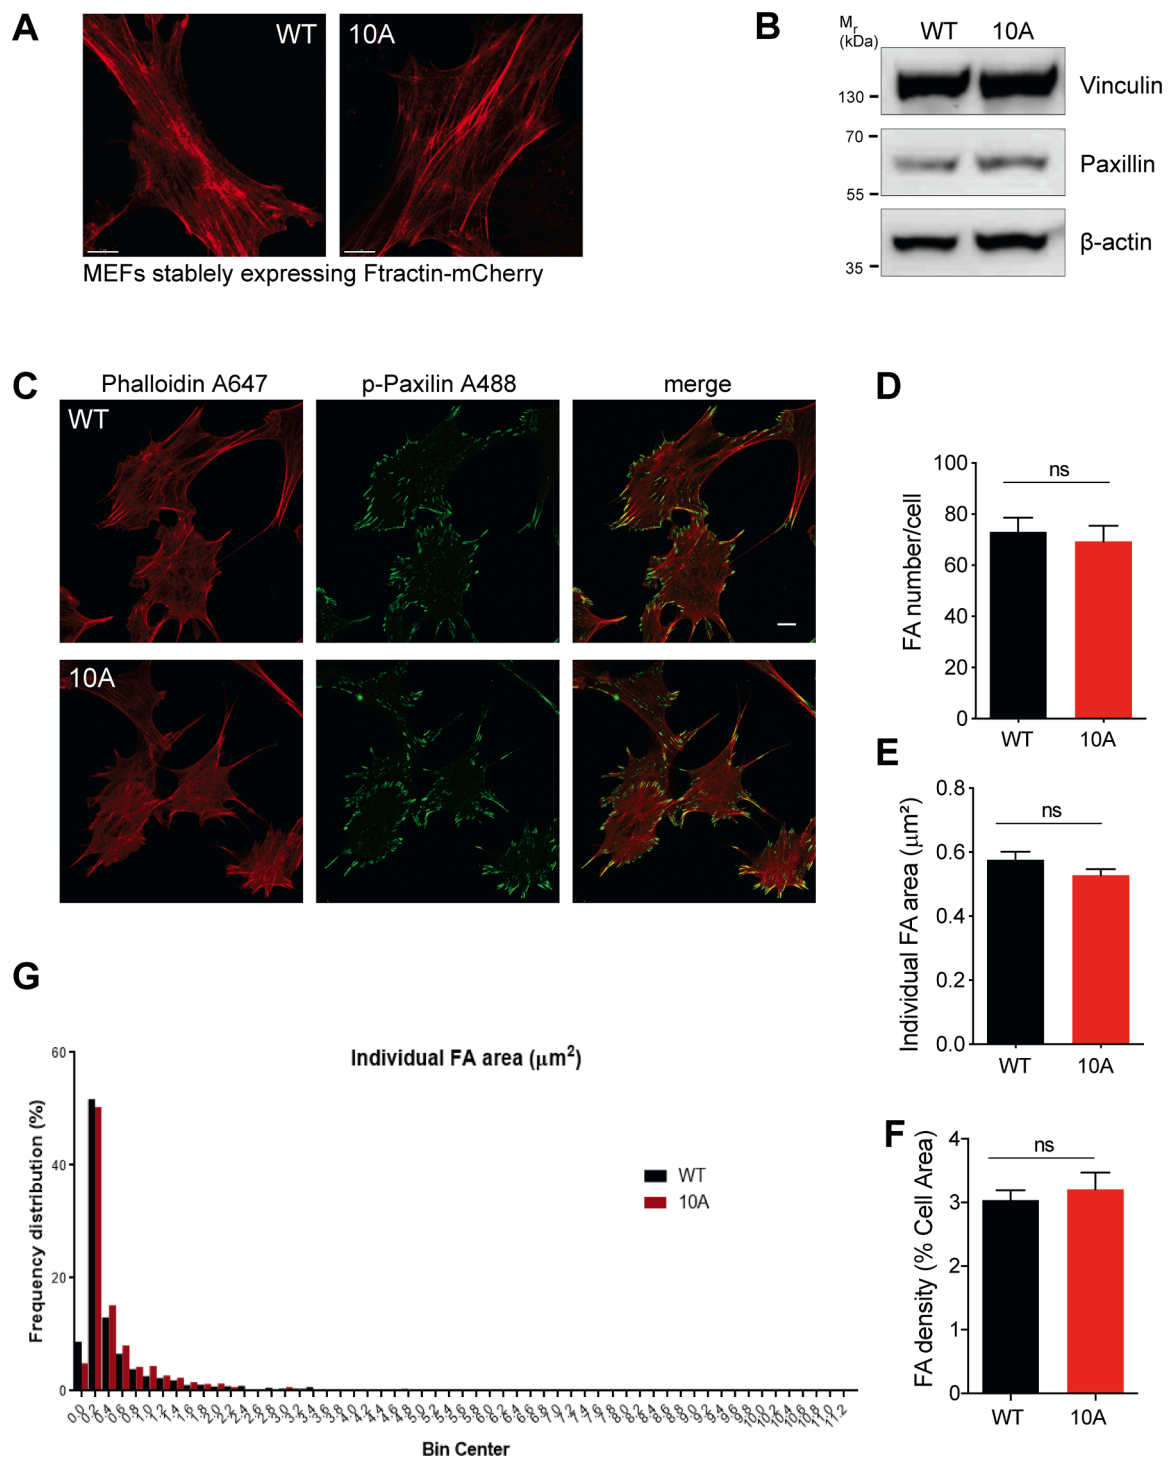 A
WT
10A
MEFs stablely expressing Ftractin-mCherry
B
Mr
(kDa)
WT
10A
130
Vinculin
70
Paxillin
55
β-actin
35
C
Phalloidin A647
p-Paxilin A488
merge
WT
10A
D
FA number/cell
100
80
60
40
20
0
ns
WT
10A
E
Individual FA area (μm²)
0.8
0.6
0.4
0.2
0.0
ns
WT
10A
F
FA density (% Cell Area)
4
3
2
1
0
ns
WT
10A
G
Individual FA area (μm²)
Frequency distribution (%)
60
40
20
0
WT
10A
Bin Center